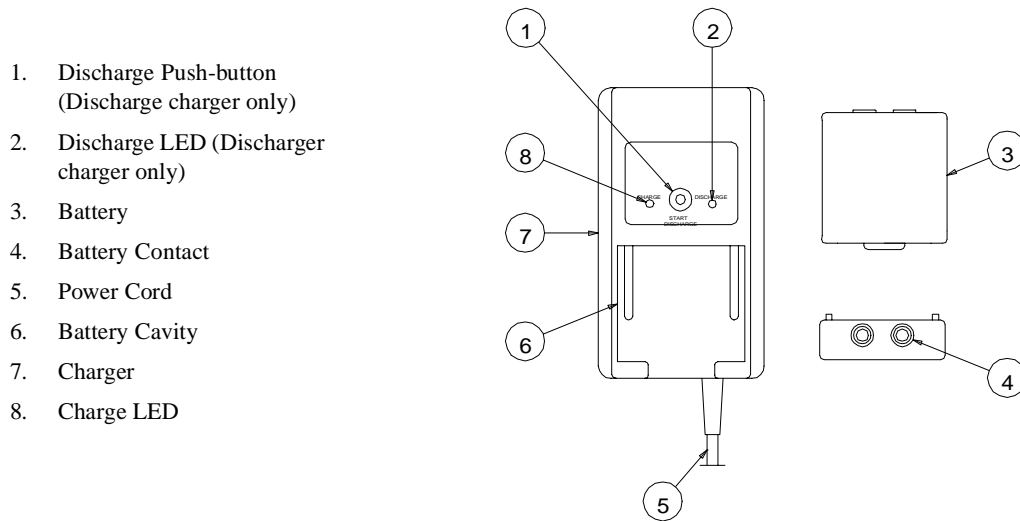 1. Discharge Push-button
(Discharge charger only)
2. Discharge LED (Discharger
charger only)
3. Battery
4. Battery Contact
5. Power Cord
6. Battery Cavity
7. Charger
8. Charge LED
1
2
8
3
CHARGE
DISCHARGE
START
DISCHARGE
7
6
4
5